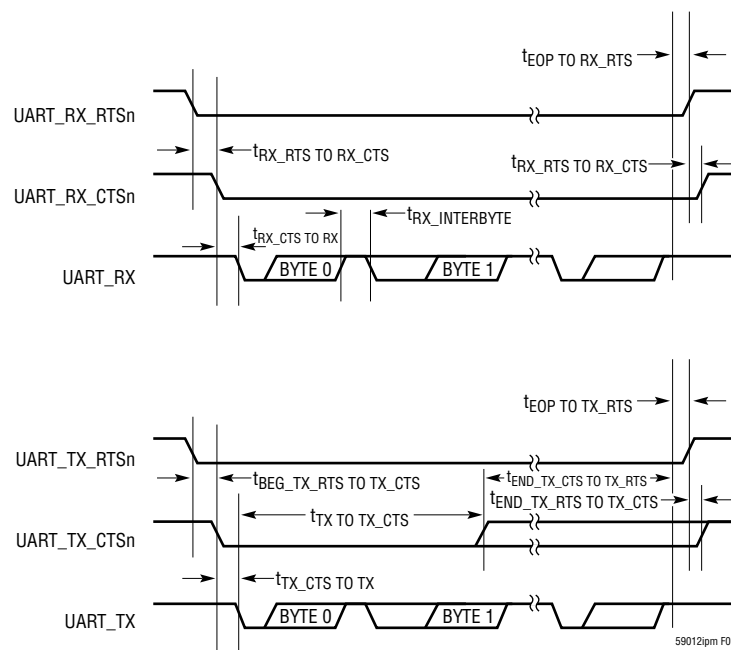 tEOP TO RX_RTS
UART_RX_RTSn
tRX_RTS TO RX_CTS
tRX_RTS TO RX_CTS
UART_RX_CTSn
tRX_INTERBYTE
tRX_CTS TO RX
UART_RX
BYTE 0
BYTE 1
tEOP TO TX_RTS
UART_TX_RTSn
tBEG_TX_RTS TO TX_CTS
tEND_TX_CTS TO TX_RTS
tEND_TX_RTS TO TX_CTS
tTX TO TX_CTS
UART_TX_CTSn
tTX_CTS TO TX
UART_TX
BYTE 0
BYTE 1
59012ipm F0